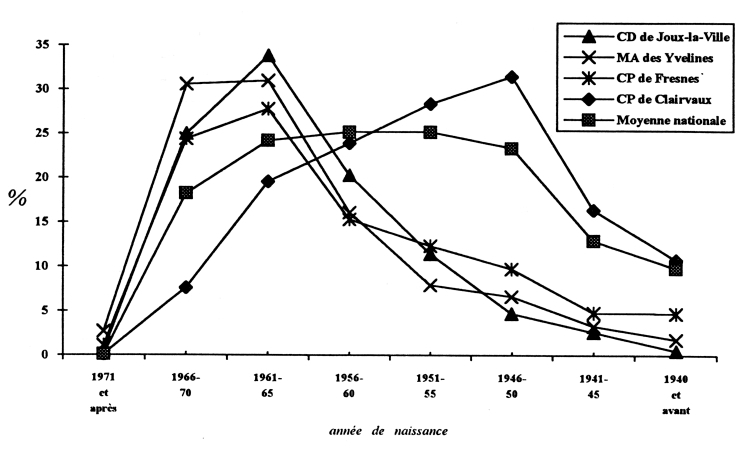 CD de Joux-la-Ville
MA des Yvelines
CP de Fresnes
CP de Clairvaux
Moyenne nationale
35
30
25
20
15
10
5
0
%
1971 et après
1966-70
1961-65
1956-60
1951-55
1946-50
1941-45
1940 et avant
année de naissance